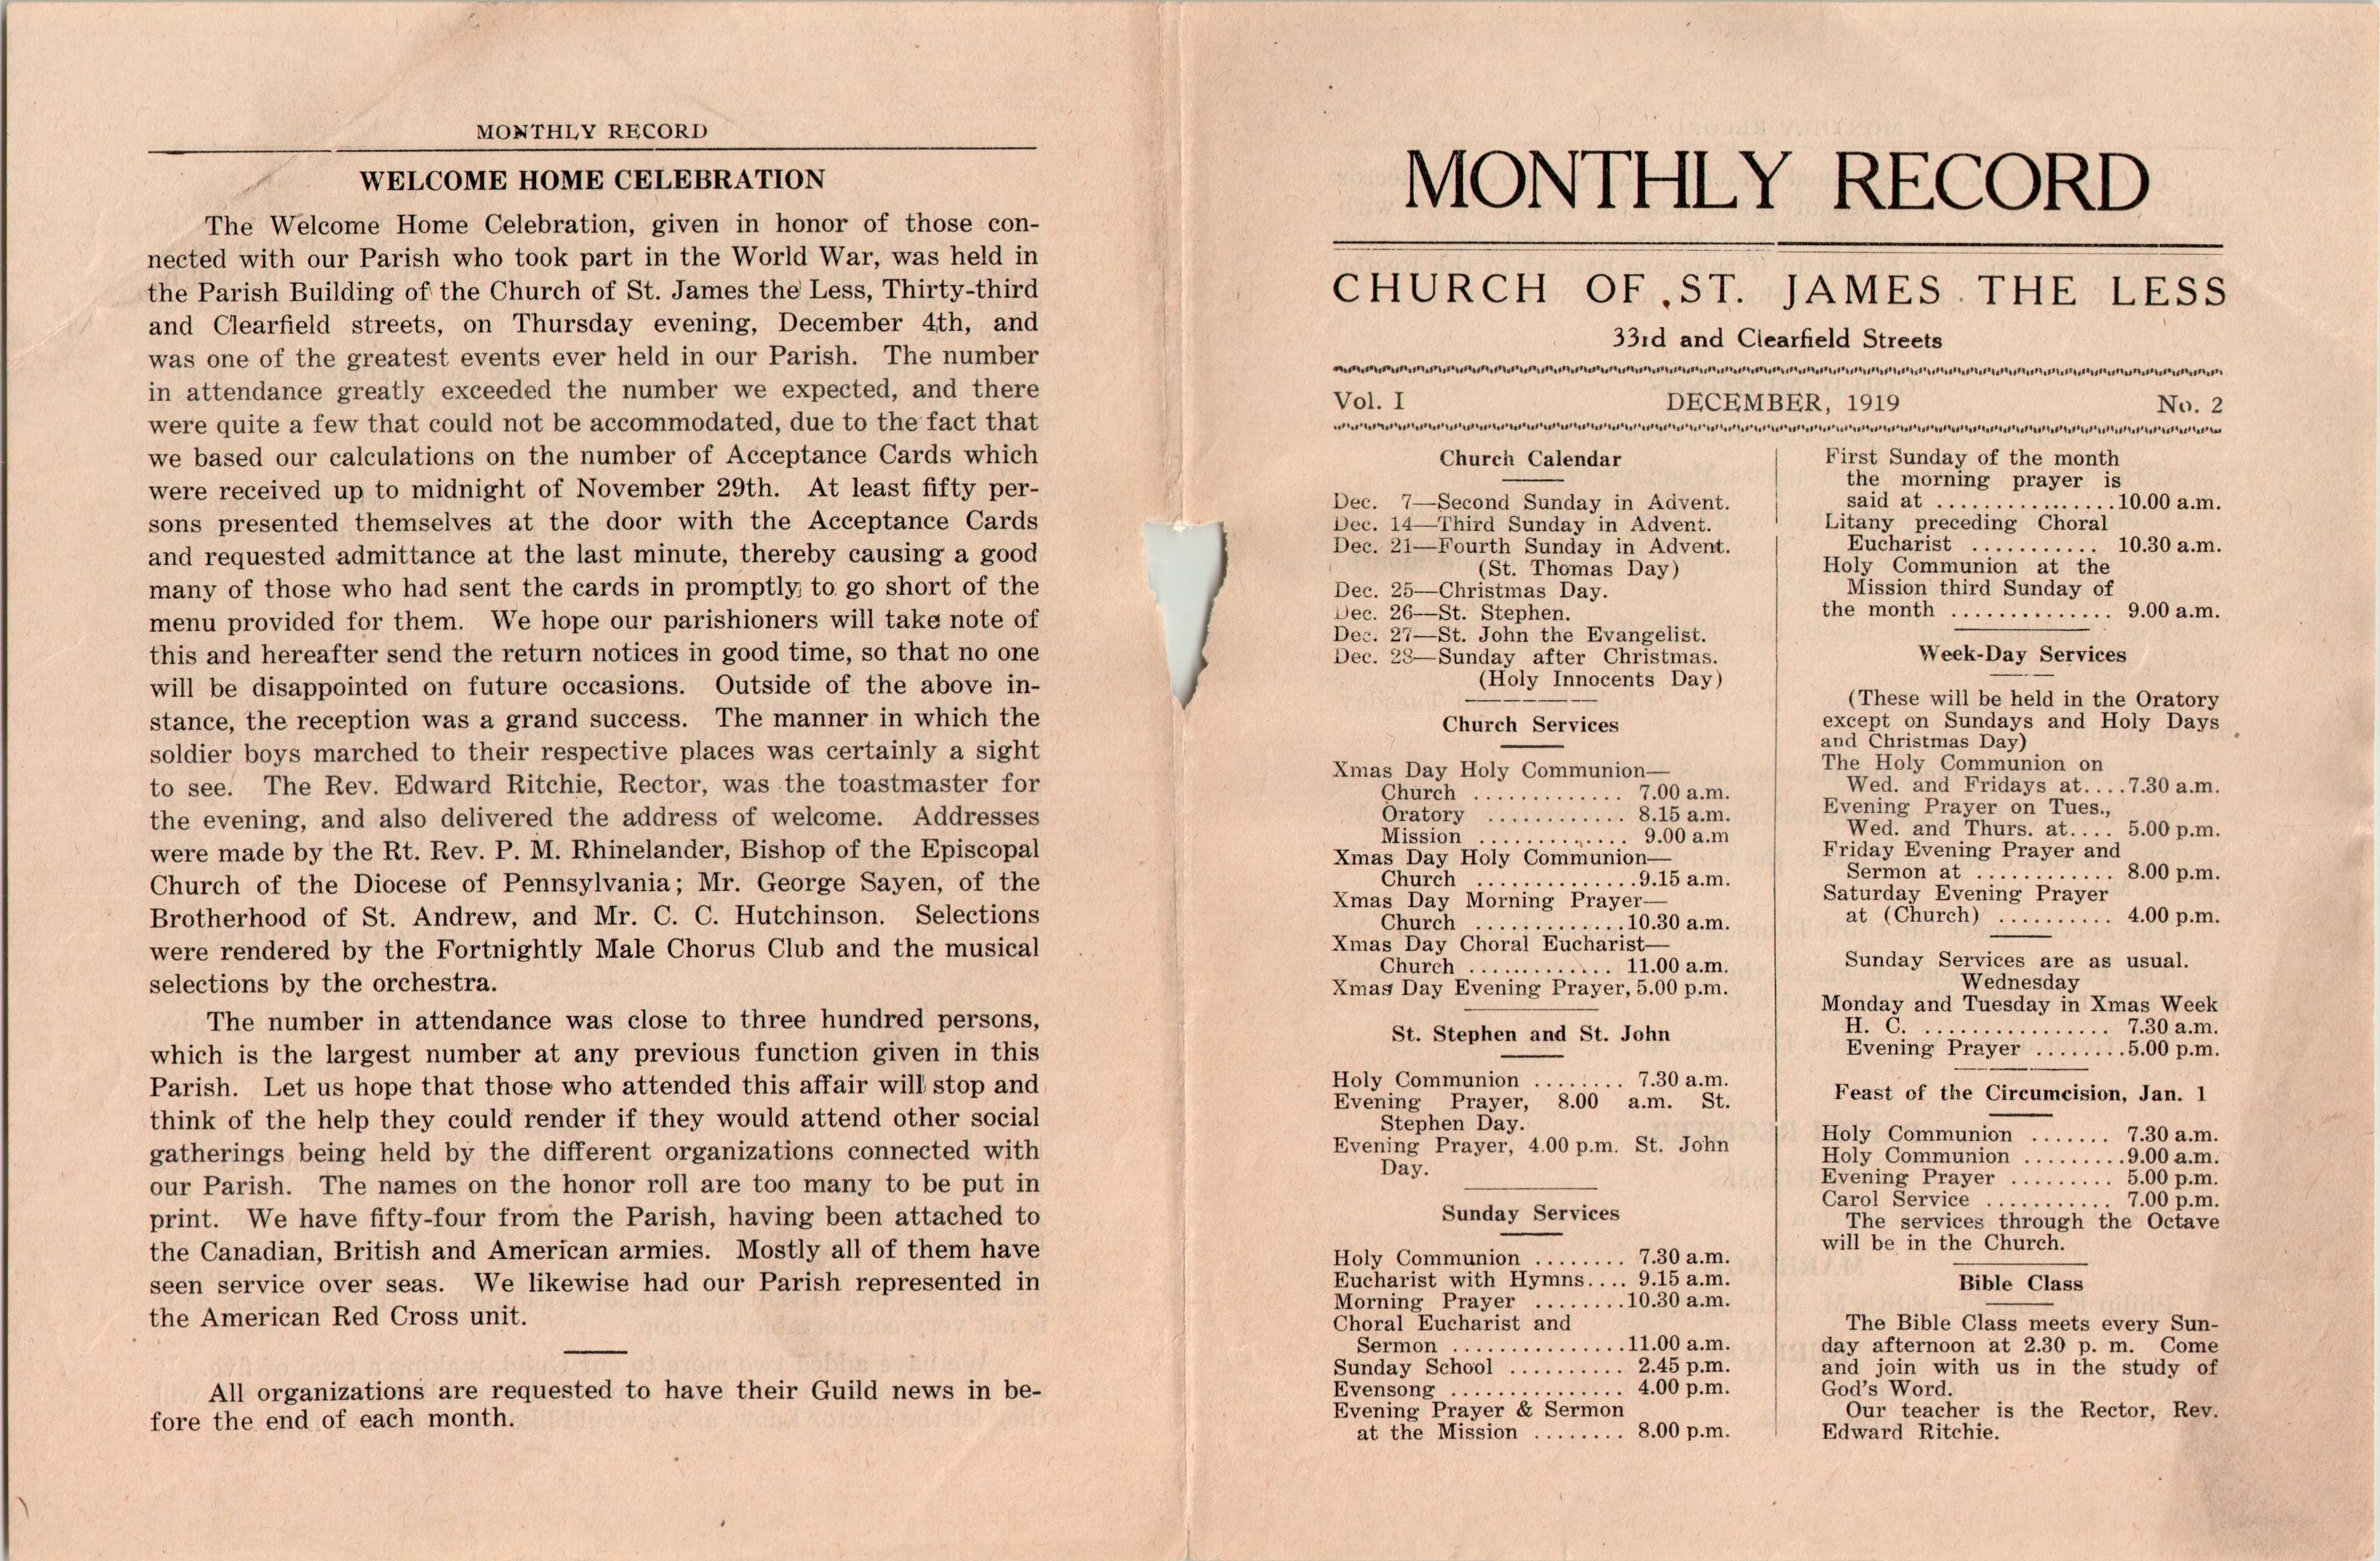 MONTHLY RECORD
WELCOME HOME CELEBRATION
The Welcome Home Celebration, given in honor of those con-
nected with our Parish who took part in the World War, was held in
the Parish Building of the Church of St. James the Less, Thirty-third
and Clearfield streets, on Thursday evening, December 4th, and
was one of the greatest events ever held in our Parish. The number
in attendance greatly exceeded the number we expected, and there
were quite a few that could not be accommodated, due to the fact that
we based our calculations on the number of Acceptance Cards which
were received up to midnight of November 29th. At least fifty per-
sons presented themselves at the door with the Acceptance Cards
and requested admittance at the last minute, thereby causing a good
many of those who had sent the cards in promptly to go short of the
menu provided for them. We hope our parishioners will take note of
this and hereafter send the return notices in good time, so that no one
will be disappointed on future occasions. Outside of the above in-
stance, the reception was a grand success. The manner in which the
soldier boys marched to their respective places was certainly a sight
to see. The Rev. Edward Ritchie, Rector, was the toastmaster for
the evening, and also delivered the address of welcome. Addresses
were made by the Rt. Rev. P. M. Rhinelander, Bishop of the Episcopal
Church of the Diocese of Pennsylvania; Mr. George Sayen, of the
Brotherhood of St. Andrew, and Mr. C. C. Hutchinson. Selections
were rendered by the Fortnightly Male Chorus Club and the musical
selections by the orchestra.
The number in attendance was close to three hundred persons,
which is the largest number at any previous function given in this
Parish. Let us hope that those who attended this affair will stop and
think of the help they could render if they would attend other social
gatherings being held by the different organizations connected with
our Parish. The names on the honor roll are too many to be put in
print. We have fifty-four from the Parish, having been attached to
the Canadian, British and American armies. Mostly all of them have
seen service over seas. We likewise had our Parish represented in
the American Red Cross unit.
All organizations are requested to have their Guild news in be-
fore the end of each month.
MONTHLY RECORD
CHURCH OF ST. JAMES THE LESS
33rd and Clearfield Streets
Vol. I DECEMBER, 1919 No. 2
Church Calendar
Dec. 7—Second Sunday in Advent.
Dec. 14—Third Sunday in Advent.
Dec. 21—Fourth Sunday in Advent.
(St. Thomas Day)
Dec. 25—Christmas Day.
Dec. 26—St. Stephen.
Dec. 27—St. John the Evangelist.
Dec. 28—Sunday after Christmas.
(Holy Innocents Day)
Church Services
Xmas Day Holy Communion—
Church ............. 7.00 a.m.
Oratory ............ 8.15 a.m.
Mission ............. 9.00 a.m
Xmas Day Holy Communion—
Church ..............9.15 a.m.
Xmas Day Morning Prayer—
Church .............10.30 a.m.
Xmas Day Choral Eucharist—
Church ............ 11.00 a.m.
Xmas Day Evening Prayer, 5.00 p.m.
St. Stephen and St. John
Holy Communion ........ 7.30 a.m.
Evening Prayer, 8.00 a.m. St.
Stephen Day.
Evening Prayer, 4.00 p.m. St. John
Day.
Sunday Services
Holy Communion ........ 7.30 a.m.
Eucharist with Hymns.... 9.15 a.m.
Morning Prayer ........10.30 a.m.
Choral Eucharist and
Sermon ...............11.00 a.m.
Sunday School .......... 2.45 p.m.
Evensong ............... 4.00 p.m.
Evening Prayer & Sermon
at the Mission ........ 8.00 p.m.
First Sunday of the month
the morning prayer is
said at ................10.00 a.m.
Litany preceding Choral
Eucharist ........... 10.30 a.m.
Holy Communion at the
Mission third Sunday of
the month .............. 9.00 a.m.
Week-Day Services
(These will be held in the Oratory
except on Sundays and Holy Days
and Christmas Day)
The Holy Communion on
Wed. and Fridays at....7.30 a.m.
Evening Prayer on Tues.,
Wed. and Thurs. at.... 5.00 p.m.
Friday Evening Prayer and
Sermon at ............ 8.00 p.m.
Saturday Evening Prayer
at (Church) .......... 4.00 p.m.
Sunday Services are as usual.
Wednesday
Monday and Tuesday in Xmas Week
H. C. ................ 7.30 a.m.
Evening Prayer ........5.00 p.m.
Feast of the Circumcision, Jan. 1
Holy Communion ....... 7.30 a.m.
Holy Communion .........9.00 a.m.
Evening Prayer ......... 5.00 p.m.
Carol Service ........... 7.00 p.m.
The services through the Octave
will be in the Church.
Bible Class
The Bible Class meets every Sun-
day afternoon at 2.30 p. m. Come
and join with us in the study of
God's Word.
Our teacher is the Rector, Rev.
Edward Ritchie.